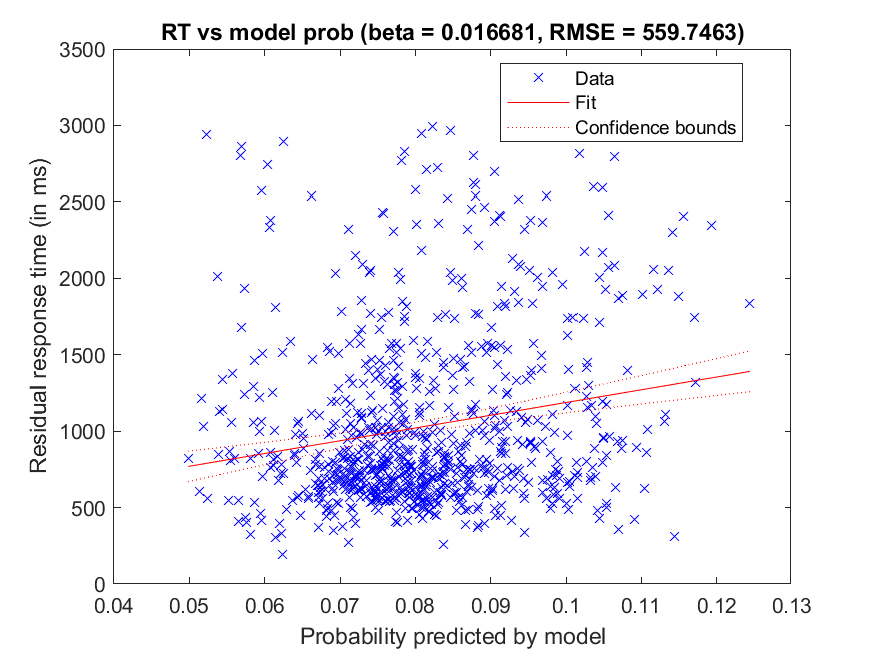 RT vs model prob (beta = 0.016681, RMSE = 559.7463)
3500
3000
2500
2000
1500
1000
500
0
Residual response time (in ms)
Data
Fit
Confidence bounds
0.04 0.05 0.06 0.07 0.08 0.09 0.1 0.11 0.12 0.13
Probability predicted by model